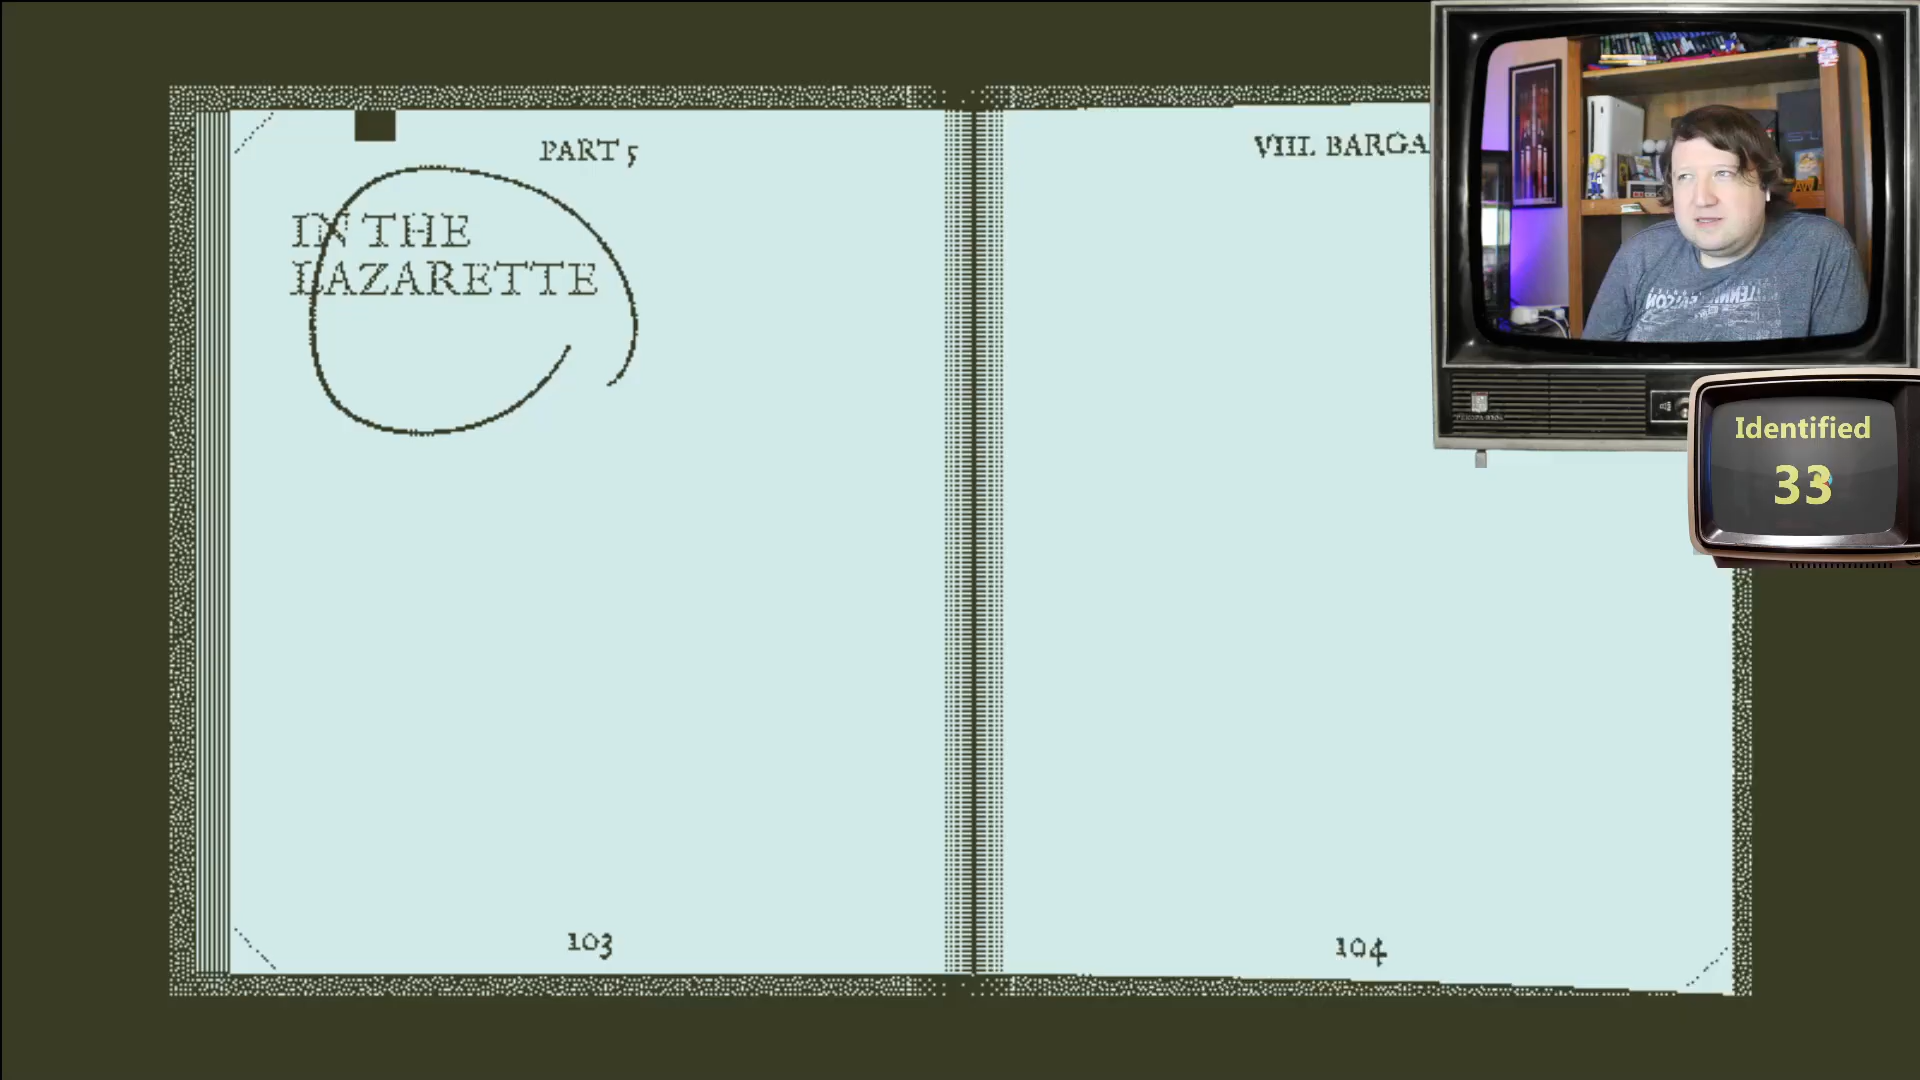 PART 5
VIII. BARGA
IN THE
LAZARETTE
Identified
33
103
104